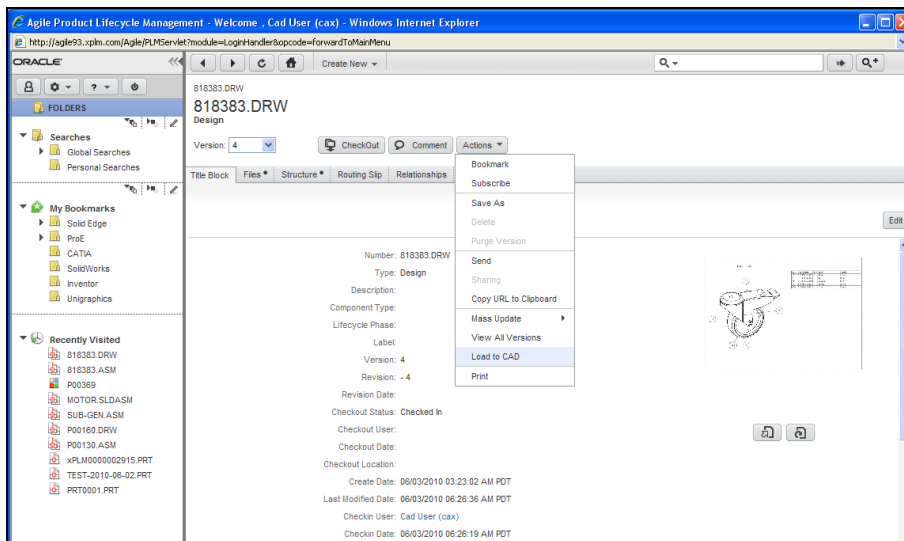 Agile Product Lifecycle Management - Welcome , Cad User (cax) - Windows Internet Explorer
http://agile93.xplm.com/Agile/PLMServlet?module=LoginHandler&opcode=forwardToMainMenu
ORACLE
Create New
FOLDERS
Searches
Global Searches
Personal Searches
My Bookmarks
Solid Edge
ProE
CATIA
SolidWorks
Inventor
Unigraphics
Recently Visited
818383.DRW
818383.ASM
P00369
MOTOR.SLDASM
SUB-GEN.ASM
P00160.DRW
P00130.ASM
xPLM0000002915.PRT
TEST-2010-06-02.PRT
PRT0001.PRT
818383.DRW
818383.DRW
Design
Version: 4
CheckOut
Comment
Actions
Title Block
Files
Structure
Routing Slip
Relationships
Bookmark
Subscribe
Save As
Delete
Purge Version
Send
Sharing
Copy URL to Clipboard
Mass Update
View All Versions
Load to CAD
Print
Edit
Number: 818383.DRW
Type: Design
Description:
Component Type:
Lifecycle Phase:
Label:
Version: 4
Revision: - 4
Revision Date:
Checkout Status: Checked In
Checkout User:
Checkout Date:
Checkout Location:
Create Date: 06/03/2010 03:23:02 AM PDT
Last Modified Date: 06/03/2010 06:26:36 AM PDT
Checkin User: Cad User (cax)
Checkin Date: 06/03/2010 06:26:19 AM PDT